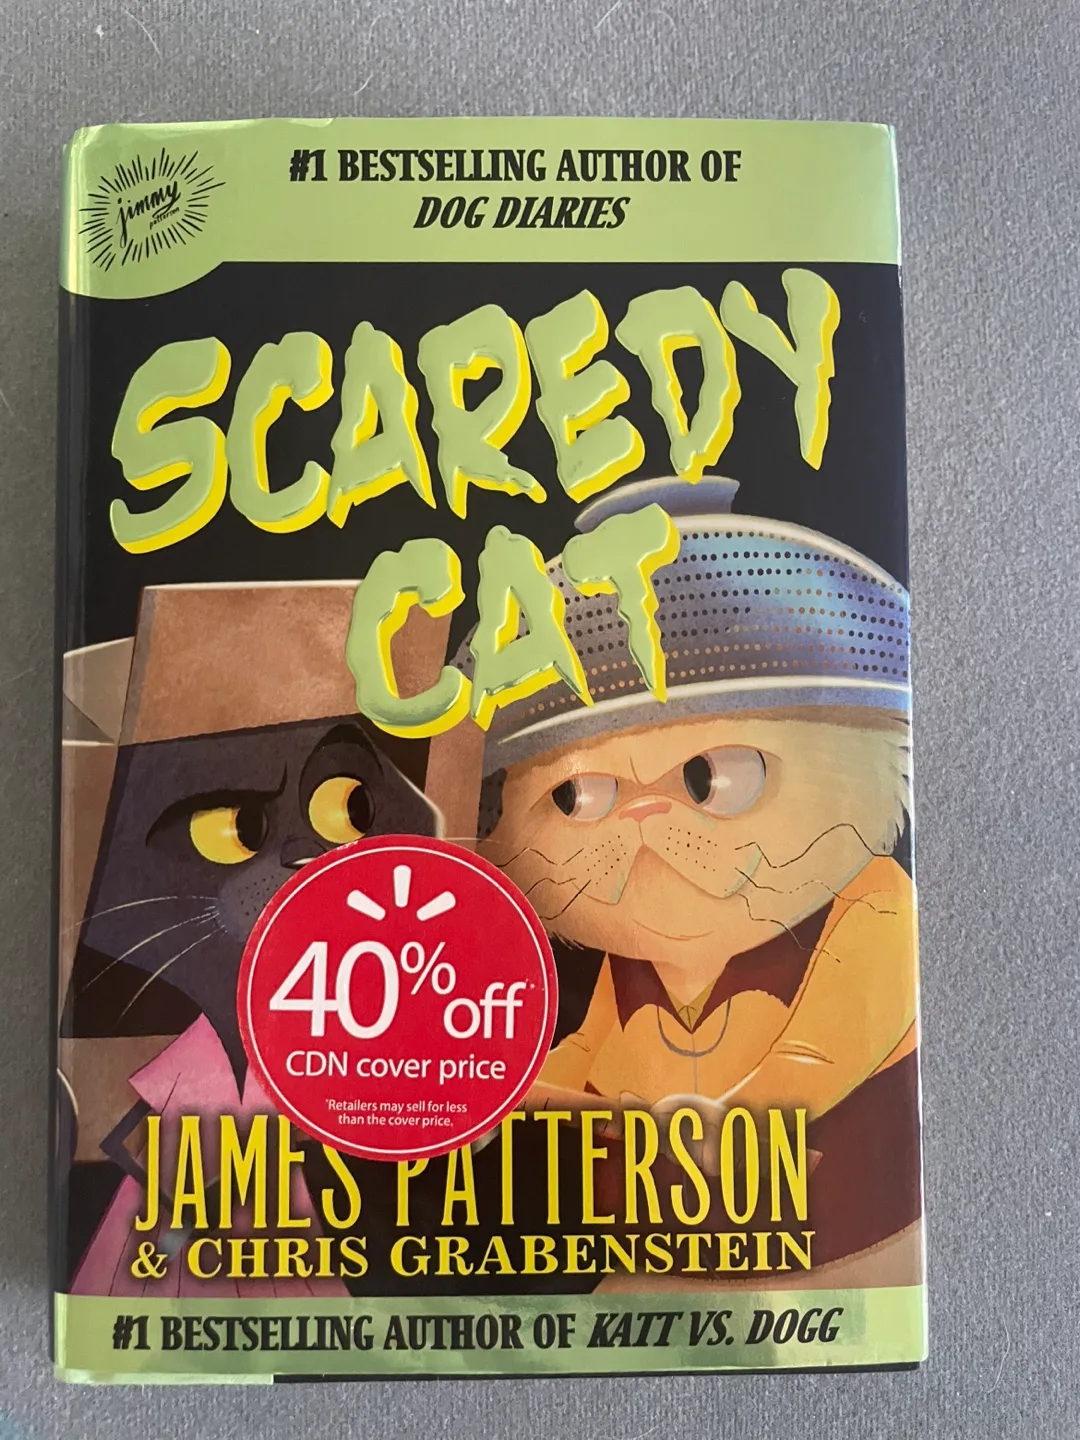 #1 BESTSELLING AUTHOR OF
DOG DIARIES
jimmy
patterson
SCAREDY
CAT
40% off*
CDN cover price
*Retailers may sell for less
than the cover price.
JAMES PATTERSON
& CHRIS GRABENSTEIN
#1 BESTSELLING AUTHOR OF KATT VS. DOGG